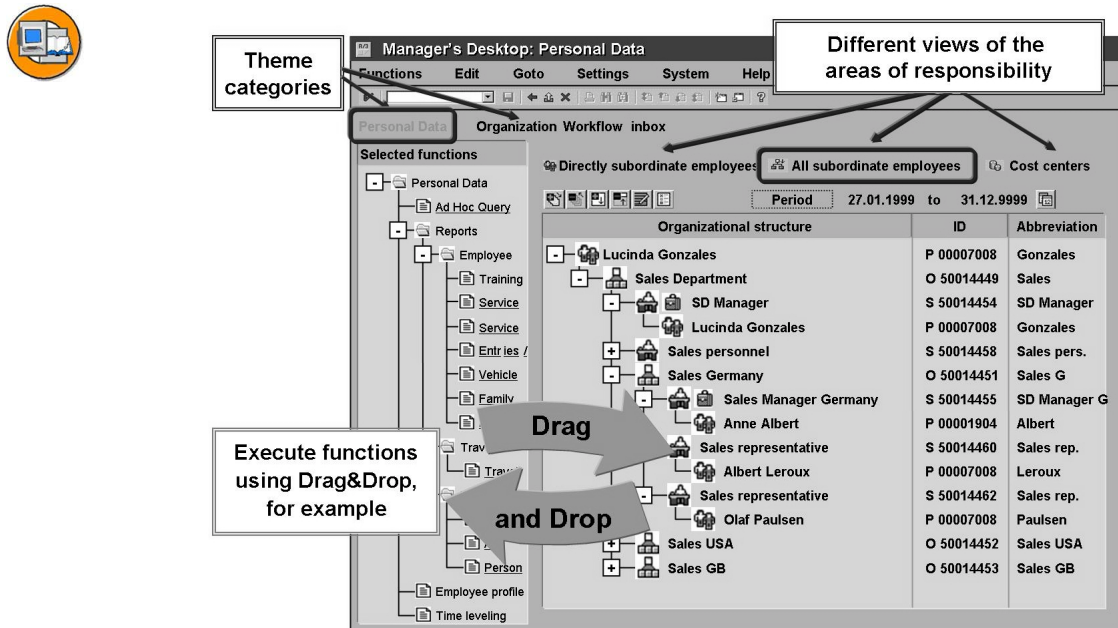 Theme
categories
Different views of the
areas of responsibility
R/3 Manager's Desktop: Personal Data
Functions Edit Goto Settings System Help
Personal Data Organization Workflow inbox
Selected functions
Directly subordinate employees All subordinate employees Cost centers
Period 27.01.1999 to 31.12.9999
Organizational structure ID Abbreviation
Personal Data
Ad Hoc Query
Reports
Employee
Training
Service
Service
Entries /
Vehicle
Family
Trav
Trav
Person
Employee profile
Time leveling
Lucinda Gonzales P 00007008 Gonzales
Sales Department O 50014449 Sales
SD Manager S 50014454 SD Manager
Lucinda Gonzales P 00007008 Gonzales
Sales personnel S 50014458 Sales pers.
Sales Germany O 50014451 Sales G
Sales Manager Germany S 50014455 SD Manager G
Anne Albert P 00001904 Albert
Sales representative S 50014460 Sales rep.
Albert Leroux P 00007008 Leroux
Sales representative S 50014462 Sales rep.
Olaf Paulsen P 00007008 Paulsen
Sales USA O 50014452 Sales USA
Sales GB O 50014453 Sales GB
Drag
and Drop
Execute functions
using Drag&Drop,
for example